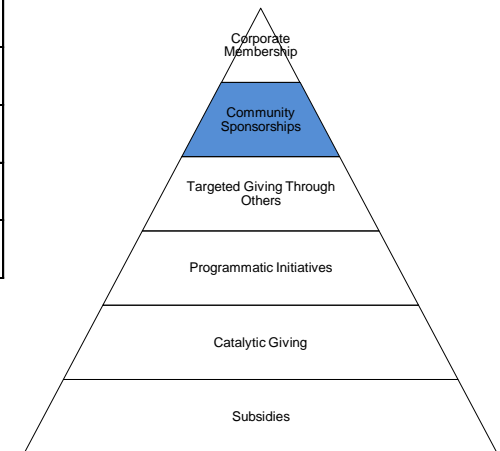 Corporate
Membership
Community
Sponsorships
Targeted Giving Through
Others
Programmatic Initiatives
Catalytic Giving
Subsidies